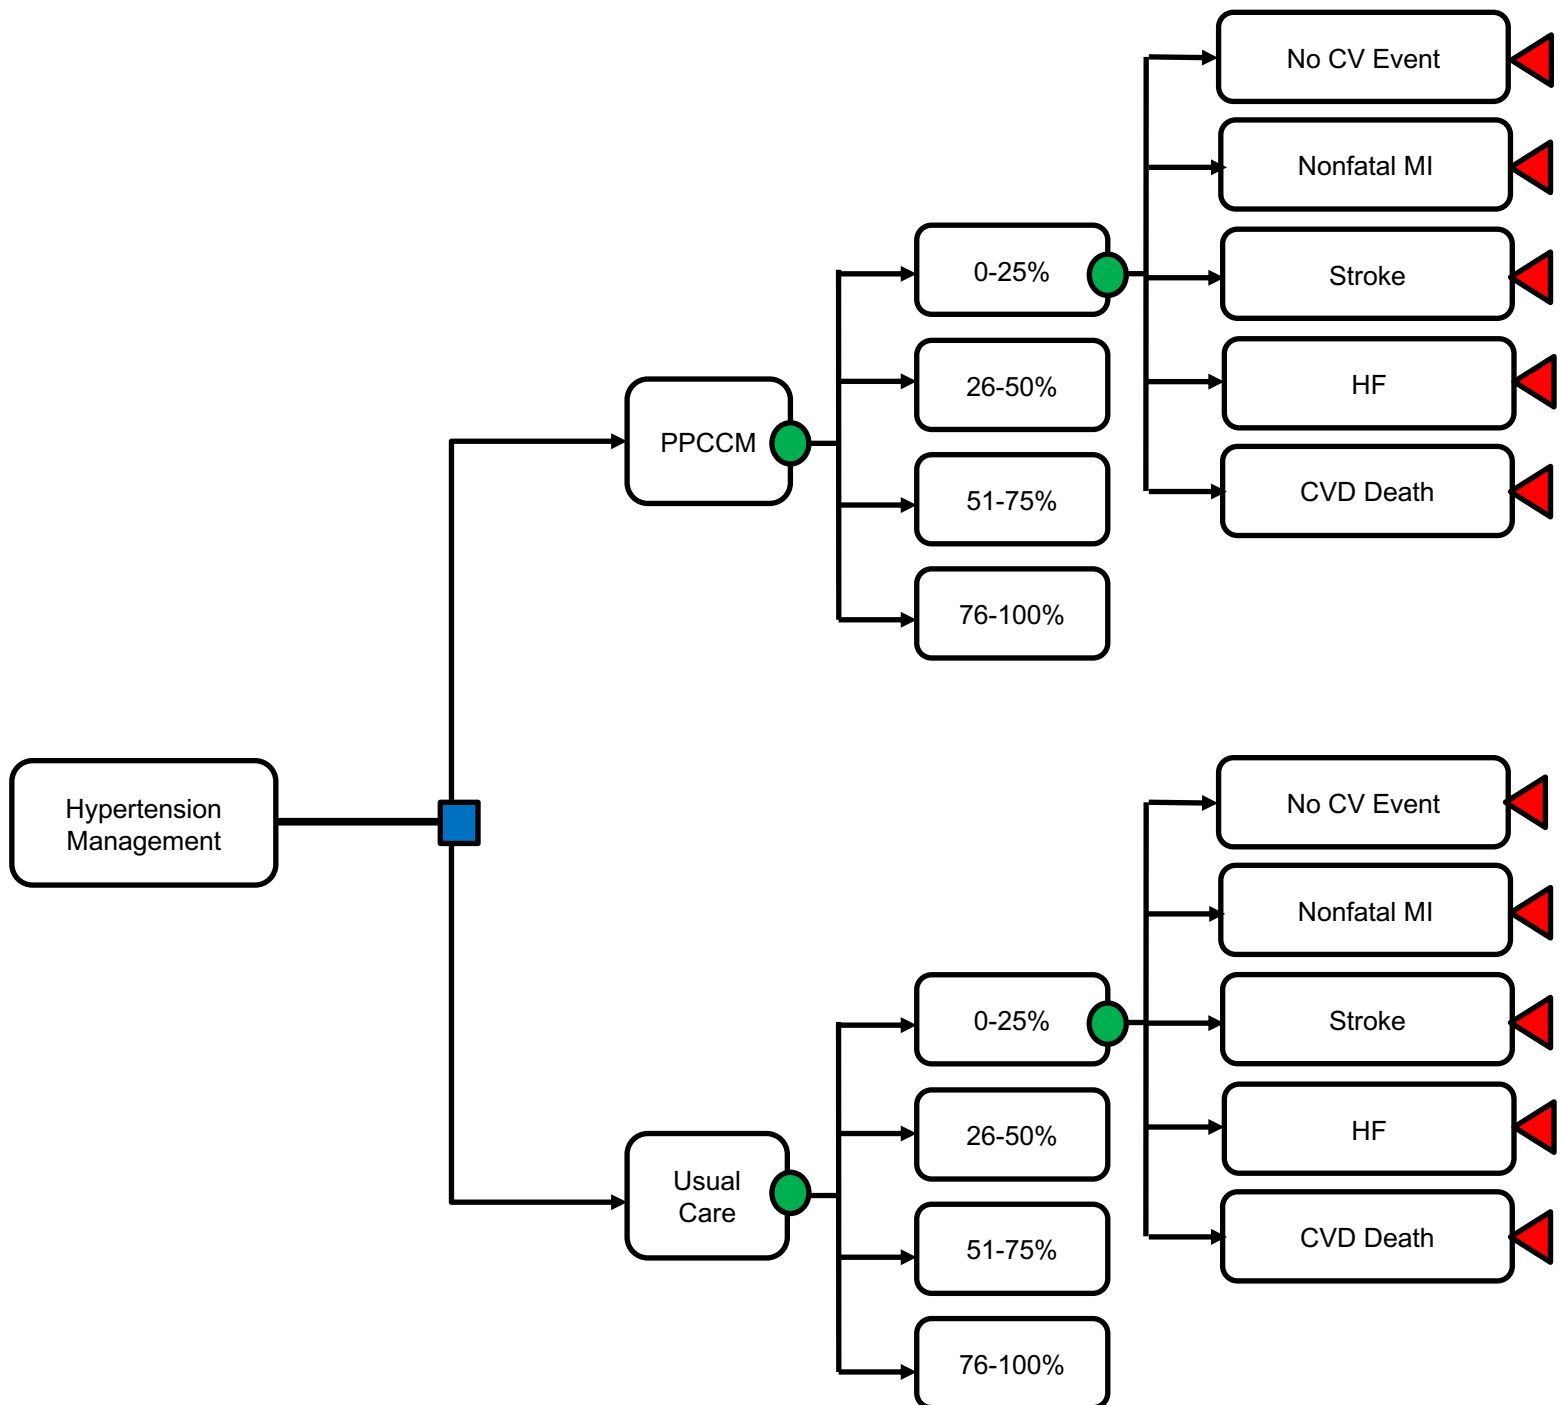 No CV Event
Nonfatal MI
0-25%
Stroke
26-50%
HF
PPCCM
51-75%
CVD Death
76-100%
Hypertension
Management
No CV Event
Nonfatal MI
0-25%
Stroke
26-50%
HF
Usual
Care
51-75%
CVD Death
76-100%